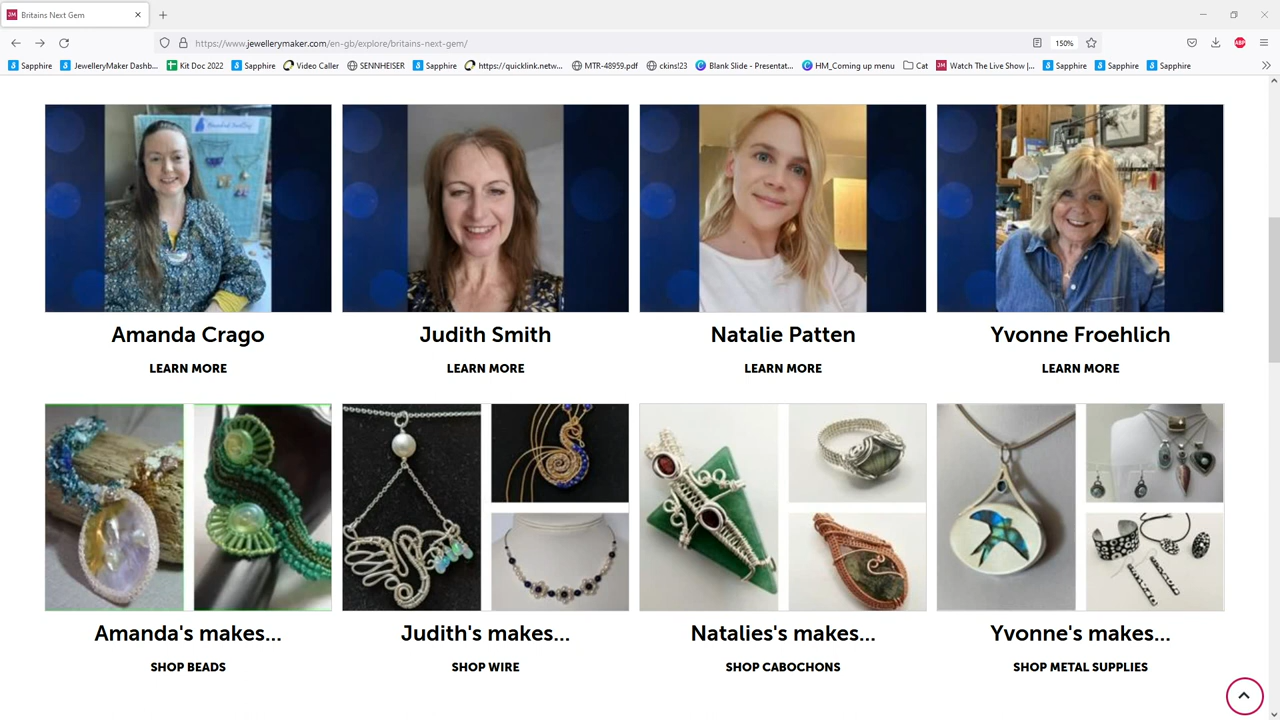 Britains Next Gem
https://www.jewellerymaker.com/en-gb/explore/britains-next-gem/
150%
Sapphire
JewelleryMaker Dashb...
Kit Doc 2022
Sapphire
Video Caller
SENNHEISER
Sapphire
https://quicklink.netw...
MTR-48959.pdf
ckins!23
Blank Slide - Presentat...
HM_Coming up menu
Cat
Watch The Live Show |...
Sapphire
Sapphire
Sapphire
Amanda Crago
Judith Smith
Natalie Patten
Yvonne Froehlich
LEARN MORE
LEARN MORE
LEARN MORE
LEARN MORE
Amanda's makes...
Judith's makes...
Natalies's makes...
Yvonne's makes...
SHOP BEADS
SHOP WIRE
SHOP CABOCHONS
SHOP METAL SUPPLIES